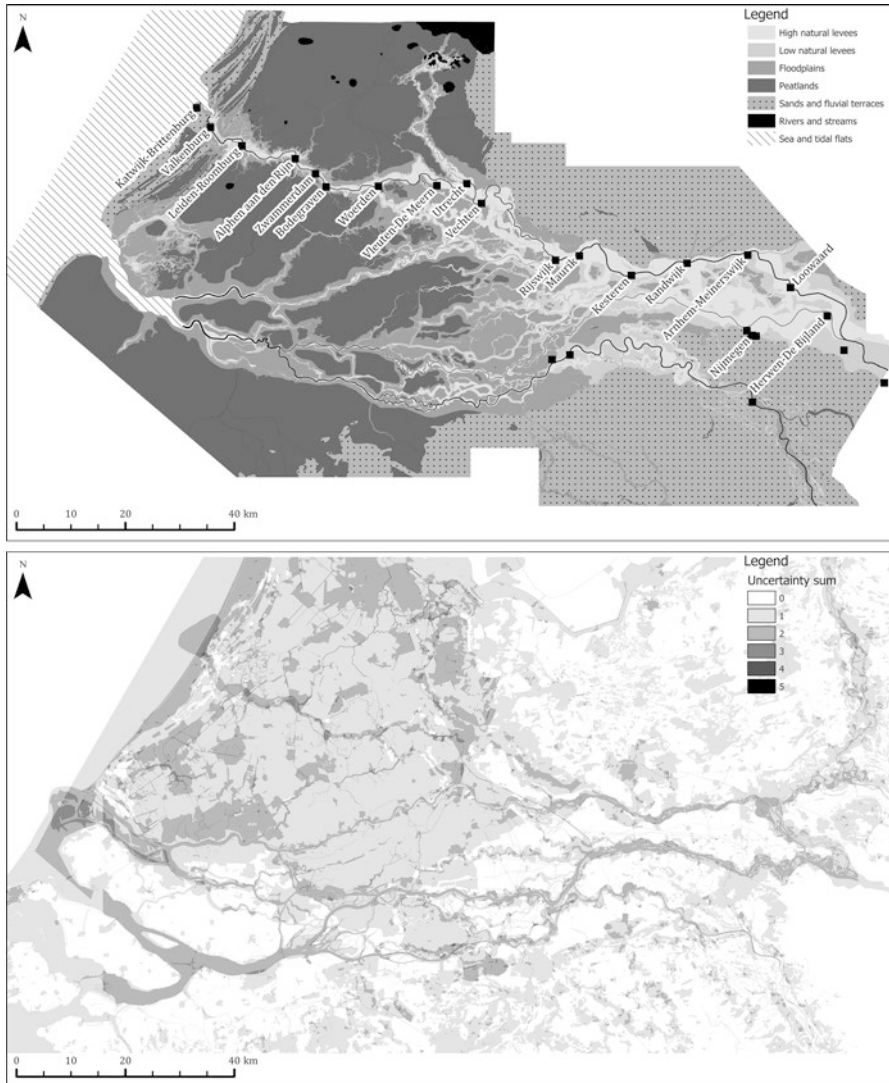 N
Legend
High natural levees
Low natural levees
Floodplains
Peatlands
Sands and fluvial terraces
Rivers and streams
Sea and tidal flats
Katwijk-Brittenburg
Valkenburg
Leiden-Roomburg
Alphen aan den Rijn
Zwammerdam
Bodegraven
Woerden
Vleuten-De Meern
Utrecht
Vechten
Rijswijk
Maurik
Kesteren
Randwijk
Arnhem-Meinerswijk
Loowaard
Nijmegen
Herwen-De Bijland
0 10 20 40 km
N
Legend
Uncertainty sum
0
1
2
3
4
5
0 10 20 40 km